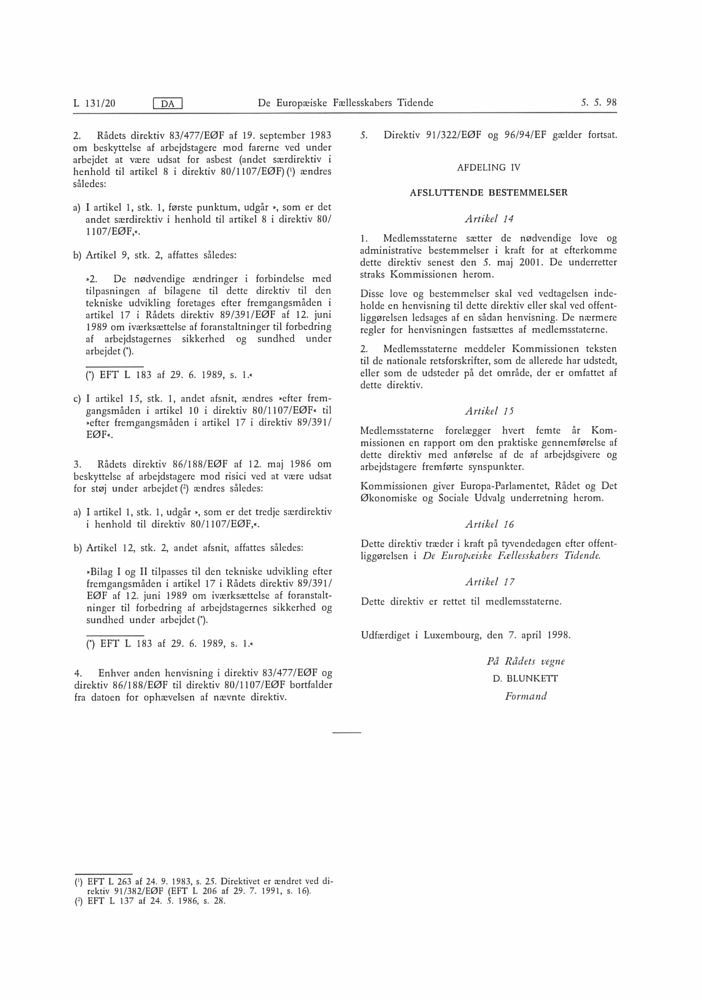 L 131/20 DA De Europæiske Fællesskabers Tidende 5. 5. 98
2. Rådets direktiv 83/477/EØF af 19. september 1983
om beskyttelse af arbejdstagere mod farerne ved under
arbejdet at være udsat for asbest (andet særdirektiv i
henhold til artikel 8 i direktiv 80/1107/EØF) (¹) ændres
således:
a) I artikel 1, stk. 1, første punktum, udgår », som er det
andet særdirektiv i henhold til artikel 8 i direktiv 80/
1107/EØF,«.
b) Artikel 9, stk. 2, affattes således:
»2. De nødvendige ændringer i forbindelse med
tilpasningen af bilagene til dette direktiv til den
tekniske udvikling foretages efter fremgangsmåden i
artikel 17 i Rådets direktiv 89/391/EØF af 12. juni
1989 om iværksættelse af foranstaltninger til forbedring
af arbejdstagernes sikkerhed og sundhed under
arbejdet (*).
(*) EFT L 183 af 29. 6. 1989, s. 1.«
c) I artikel 15, stk. 1, andet afsnit, ændres »efter frem-
gangsmåden i artikel 10 i direktiv 80/1107/EØF« til
»efter fremgangsmåden i artikel 17 i direktiv 89/391/
EØF«.
3. Rådets direktiv 86/188/EØF af 12. maj 1986 om
beskyttelse af arbejdstagere mod risici ved at være udsat
for støj under arbejdet (²) ændres således:
a) I artikel 1, stk. 1, udgår », som er det tredje særdirektiv
i henhold til direktiv 80/1107/EØF,«.
b) Artikel 12, stk. 2, andet afsnit, affattes således:
»Bilag I og II tilpasses til den tekniske udvikling efter
fremgangsmåden i artikel 17 i Rådets direktiv 89/391/
EØF af 12. juni 1989 om iværksættelse af foranstalt-
ninger til forbedring af arbejdstagernes sikkerhed og
sundhed under arbejdet (*).
(*) EFT L 183 af 29. 6. 1989, s. 1.«
4. Enhver anden henvisning i direktiv 83/477/EØF og
direktiv 86/188/EØF til direktiv 80/1107/EØF bortfalder
fra datoen for ophævelsen af nævnte direktiv.
5. Direktiv 91/322/EØF og 96/94/EF gælder fortsat.
AFDELING IV
AFSLUTTENDE BESTEMMELSER
Artikel 14
1. Medlemsstaterne sætter de nødvendige love og
administrative bestemmelser i kraft for at efterkomme
dette direktiv senest den 5. maj 2001. De underretter
straks Kommissionen herom.
Disse love og bestemmelser skal ved vedtagelsen inde-
holde en henvisning til dette direktiv eller skal ved offent-
liggørelsen ledsages af en sådan henvisning. De nærmere
regler for henvisningen fastsættes af medlemsstaterne.
2. Medlemsstaterne meddeler Kommissionen teksten
til de nationale retsforskrifter, som de allerede har udstedt,
eller som de udsteder på det område, der er omfattet af
dette direktiv.
Artikel 15
Medlemsstaterne forelægger hvert femte år Kom-
missionen en rapport om den praktiske gennemførelse af
dette direktiv med anførelse af de af arbejdsgivere og
arbejdstagere fremførte synspunkter.
Kommissionen giver Europa-Parlamentet, Rådet og Det
Økonomiske og Sociale Udvalg underretning herom.
Artikel 16
Dette direktiv træder i kraft på tyvendedagen efter offent-
liggørelsen i De Europæiske Fællesskabers Tidende.
Artikel 17
Dette direktiv er rettet til medlemsstaterne.
Udfærdiget i Luxembourg, den 7. april 1998.
På Rådets vegne
D. BLUNKETT
Formand
(¹) EFT L 263 af 24. 9. 1983, s. 25. Direktivet er ændret ved di-
rektiv 91/382/EØF (EFT L 206 af 29. 7. 1991, s. 16).
(²) EFT L 137 af 24. 5. 1986, s. 28.